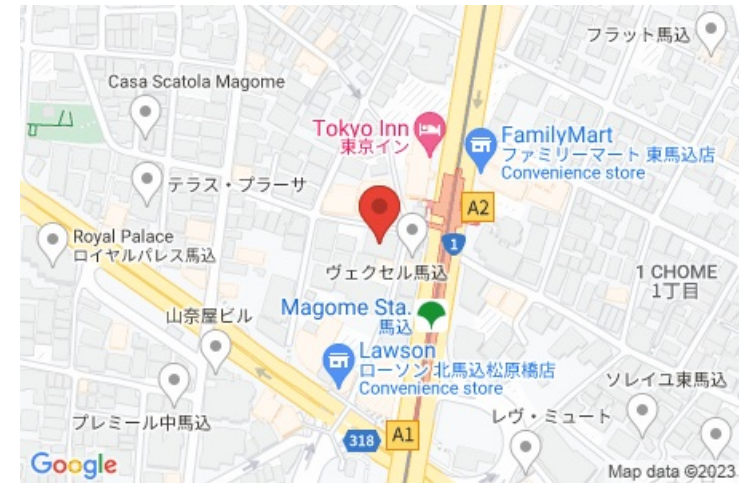 フラット馬込
Casa Scatola Magome
Tokyo Inn
東京イン
FamilyMart
ファミリーマート 東馬込店
Convenience store
テラス・プラーサ
A2
Royal Palace
ロイヤルパレス馬込
1
ヴェクセル馬込
1 CHOME
1丁目
Magome Sta.
馬込
山奈屋ビル
Lawson
ローソン 北馬込松原橋店
Convenience store
ソレイユ東馬込
プレミール中馬込
レヴ・ミュート
318
A1
Google
Map data ©2023